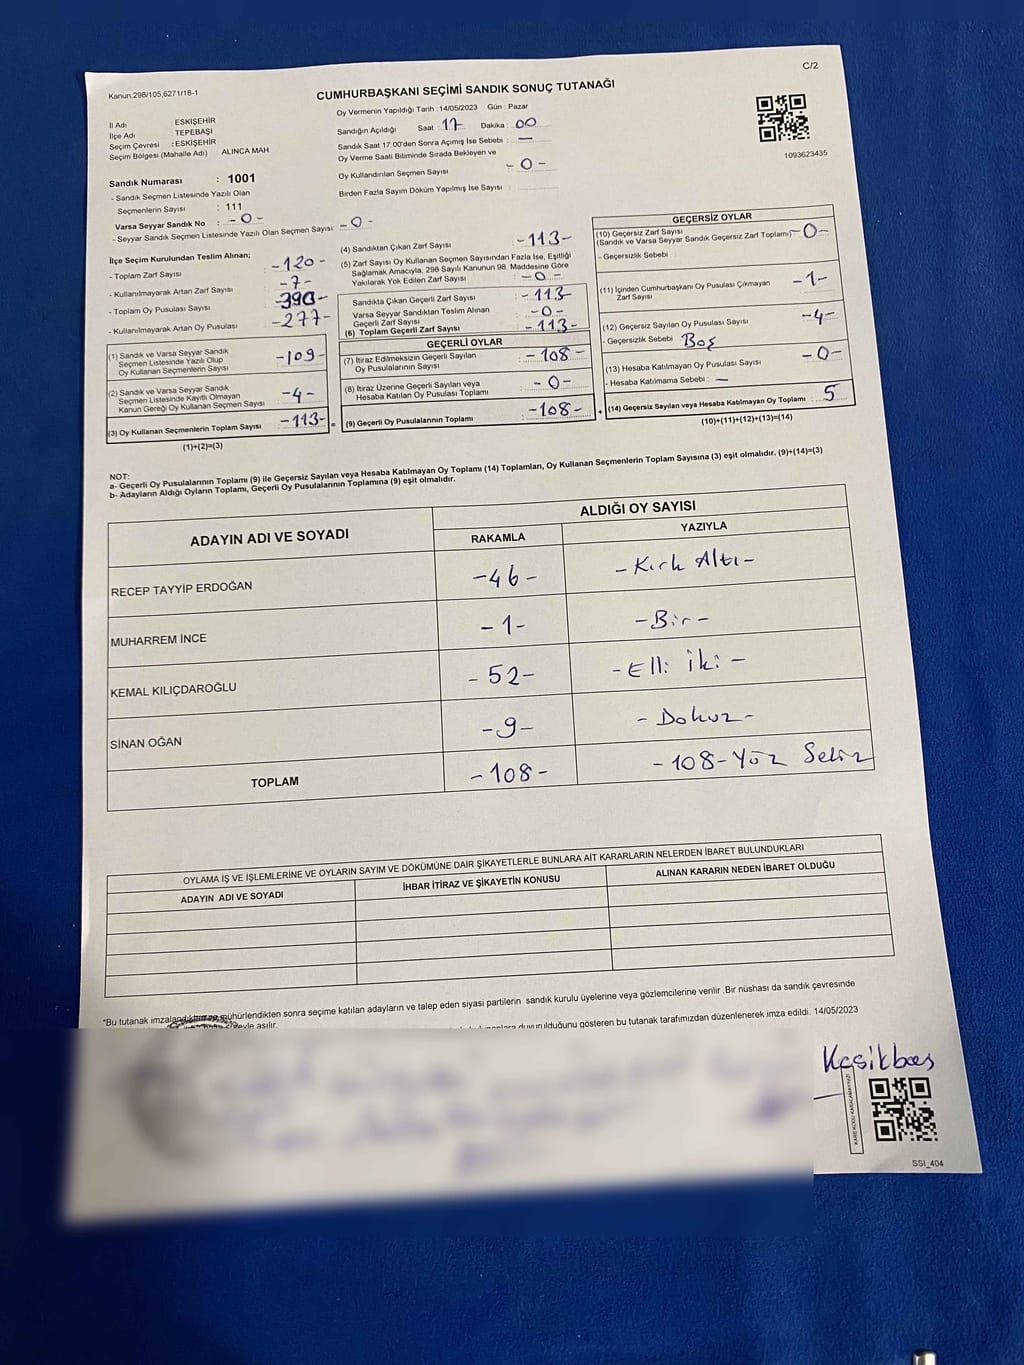 C/2
Kanun:298/105,6271/18-1
CUMHURBAŞKANI SEÇİMİ SANDIK SONUÇ TUTANAĞI
İl Adı ESKİŞEHİR
İlçe Adı TEPEBAŞI
Seçim Çevresi : ESKİŞEHİR
Seçim Bölgesi (Mahalle Adı) : ALINCA MAH
Sandık Numarası : 1001
- Sandık Seçmen Listesinde Yazılı Olan
Seçmenlerin Sayısı : 111
Varsa Seyyar Sandık No : -0-
- Seyyar Sandık Seçmen Listesinde Yazılı Olan Seçmen Sayısı: -0-
Oy Vermenin Yapıldığı Tarih : 14/05/2023 Gün : Pazar
Sandığın Açıldığı Saat : 17 Dakika : 00
Sandık Saat 17:00'den Sonra Açımış İse Sebebi : —
Oy Verme Saati Bitiminde Sırada Bekleyen ve
Oy Kullandırılan Seçmen Sayısı : -0-
Birden Fazla Sayım Döküm Yapılmış İse Sayısı :
1093623435
İlçe Seçim Kurulundan Teslim Alınan;
- Toplam Zarf Sayısı -120-
- Kullanılmayarak Artan Zarf Sayısı -7-
- Toplam Oy Pusulası Sayısı 390-
- Kullanılmayarak Artan Oy Pusulası -277-
(1) Sandık ve Varsa Seyyar Sandık
Seçmen Listesinde Yazılı Olup
Oy Kullanan Seçmenlerin Sayısı -109-
(2) Sandık ve Varsa Seyyar Sandık
Seçmen Listesinde Kayıtlı Olmayan
Kanun Gereği Oy Kullanan Seçmen Sayısı -4-
(3) Oy Kullanan Seçmenlerin Toplam Sayısı -113-
(1)+(2)=(3)
(4) Sandıktan Çıkan Zarf Sayısı -113-
(5) Zarf Sayısı Oy Kullanan Seçmen Sayısından Fazla İse, Eşitliği
Sağlamak Amacıyla; 298 Sayılı Kanunun 98. Maddesine Göre
Yakılarak Yok Edilen Zarf Sayısı -0-
Sandıkta Çıkan Geçerli Zarf Sayısı -113
Varsa Seyyar Sandıktan Teslim Alınan
Geçerli Zarf Sayısı -0-
(6) Toplam Geçerli Zarf Sayısı -113-
GEÇERLİ OYLAR
(7) İtiraz Edilmeksizin Geçerli Sayılan
Oy Pusulalarının Sayısı -108-
(8) İtiraz Üzerine Geçerli Sayılan veya
Hesaba Katılan Oy Pusulası Toplamı -0-
= (9) Geçerli Oy Pusulalarının Toplamı -108-
GEÇERSİZ OYLAR
(10) Geçersiz Zarf Sayısı
(Sandık ve Varsa Seyyar Sandık Geçersiz Zarf Toplamı) -0-
- Geçersizlik Sebebi
(11) İçinden Cumhurbaşkanı Oy Pusulası Çıkmayan
Zarf Sayısı -1-
(12) Geçersiz Sayılan Oy Pusulası Sayısı -4-
- Geçersizlik Sebebi Boş
(13) Hesaba Katılmayan Oy Pusulası Sayısı -0-
- Hesaba Katılmama Sebebi : —
+ (14) Geçersiz Sayılan veya Hesaba Katılmayan Oy Toplamı : 5
(10)+(11)+(12)+(13)=(14)
NOT:
a- Geçerli Oy Pusulalarının Toplamı (9) ile Geçersiz Sayılan veya Hesaba Katılmayan Oy Toplamı (14) Toplamları, Oy Kullanan Seçmenlerin Toplam Sayısına (3) eşit olmalıdır. (9)+(14)=(3)
b- Adayların Aldığı Oyların Toplamı, Geçerli Oy Pusulalarının Toplamına (9) eşit olmalıdır.
ADAYIN ADI VE SOYADI ALDIĞI OY SAYISI
RAKAMLA YAZIYLA
RECEP TAYYİP ERDOĞAN -46- -Kırk Altı-
MUHARREM İNCE -1- -Bir-
KEMAL KILIÇDAROĞLU -52- -Elli iki-
SİNAN OĞAN -9- -Dokuz-
TOPLAM -108- -108-Yüz Sekiz
OYLAMA İŞ VE İŞLEMLERİNE VE OYLARIN SAYIM VE DÖKÜMÜNE DAİR ŞİKAYETLERLE BUNLARA AİT KARARLARIN NELERDEN İBARET BULUNDUKLARI
ADAYIN ADI VE SOYADI İHBAR İTİRAZ VE ŞİKAYETİN KONUSU ALINAN KARARIN NEDEN İBARET OLDUĞU
*Bu tutanak mühürlendikten sonra seçime katılan adayların ve talep eden siyasi partilerin sandık kurulu üyelerine veya gözlemcilerine verilir .Bir nüshası da sandık çevresinde
asılır.
duyurulduğunu gösteren bu tutanak tarafımızdan düzenlenerek imza edildi. 14/05/2023
Kesikbaş
SSI_404